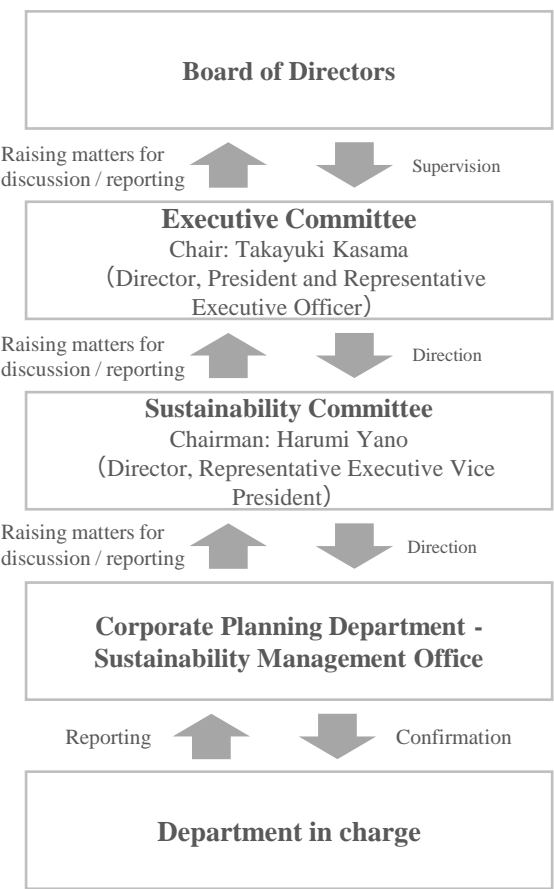 Board of Directors
Raising matters for
discussion / reporting
Supervision
Executive Committee
Chair: Takayuki Kasama
（Director, President and Representative
Executive Officer）
Raising matters for
discussion / reporting
Direction
Sustainability Committee
Chairman: Harumi Yano
（Director, Representative Executive Vice
President）
Raising matters for
discussion / reporting
Direction
Corporate Planning Department -
Sustainability Management Office
Reporting
Confirmation
Department in charge